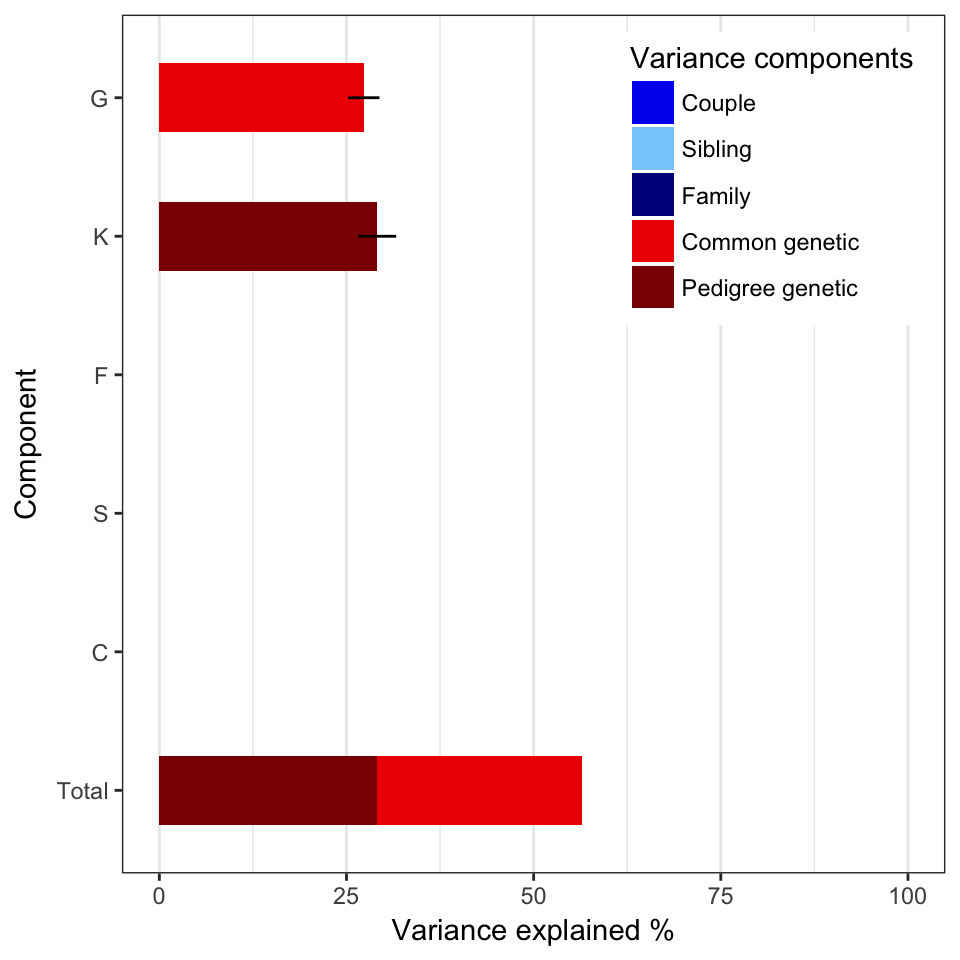 Variance components
Couple
Sibling
Family
Common genetic
Pedigree genetic
G
K
F
S
C
Total
Component
0 25 50 75 100
Variance explained %